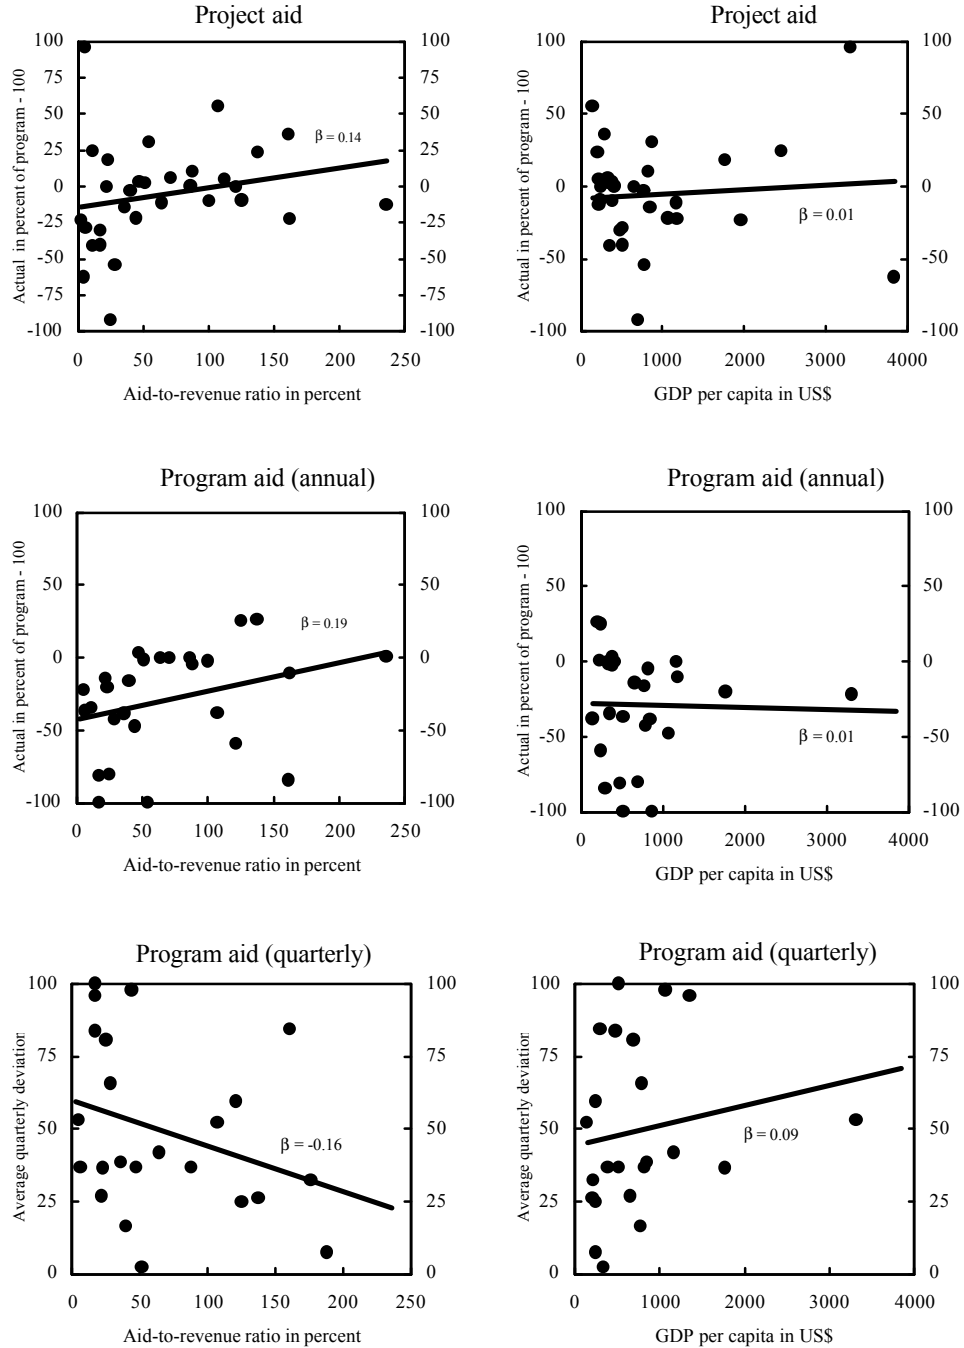 Project aid
Project aid
Actual in percent of program - 100
100
75
50
25
0
-25
-50
-75
-100
β = 0.14
100
50
0
-50
-100
0 50 100 150 200 250
Aid-to-revenue ratio in percent
Actual in percent of program - 100
100
50
0
-50
-100
β = 0.01
100
50
0
-50
-100
0 1000 2000 3000 4000
GDP per capita in US$
Program aid (annual)
Program aid (annual)
Actual in percent of program - 100
100
50
0
-50
-100
β = 0.19
100
50
0
-50
-100
0 50 100 150 200 250
Aid-to-revenue ratio in percent
Actual in percent of program - 100
100
50
0
-50
-100
β = 0.01
100
50
0
-50
-100
0 1000 2000 3000 4000
GDP per capita in US$
Program aid (quarterly)
Program aid (quarterly)
Average quarterly deviation
100
75
50
25
0
β = -0.16
100
75
50
25
0
0 50 100 150 200 250
Aid-to-revenue ratio in percent
Average quarterly deviation
100
75
50
25
0
β = 0.09
100
75
50
25
0
0 1000 2000 3000 4000
GDP per capita in US$